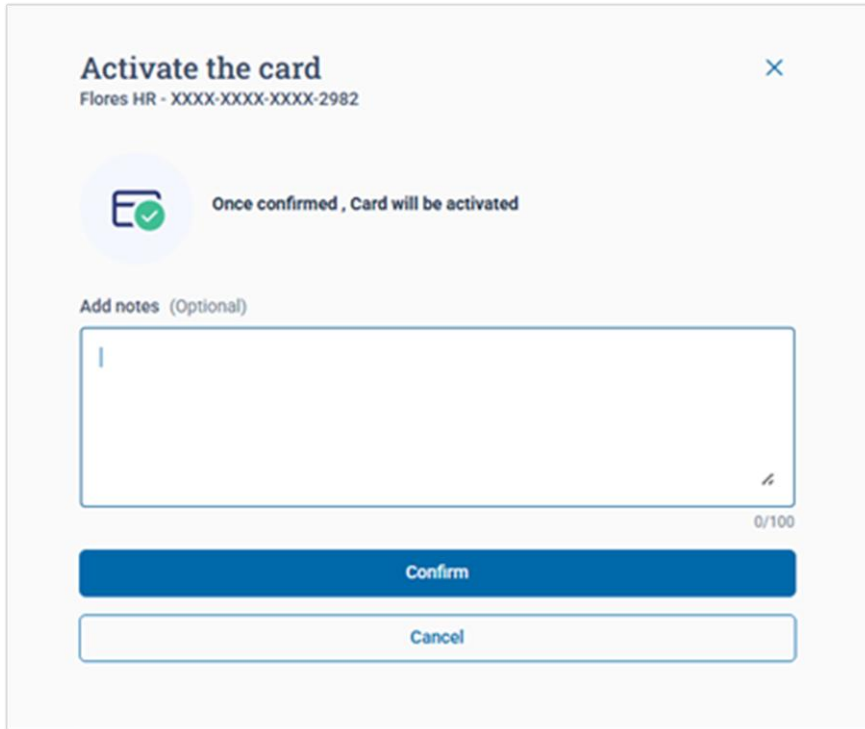 Activate the card
Flores HR - XXXX-XXXX-XXXX-2982
Once confirmed , Card will be activated
Add notes (Optional)
0/100
Confirm
Cancel